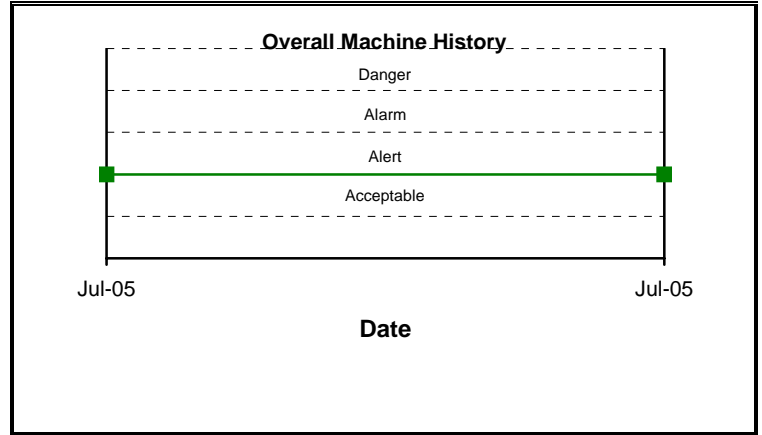 Overall Machine History
Danger
Alarm
Alert
Acceptable
Jul-05 Jul-05
Date